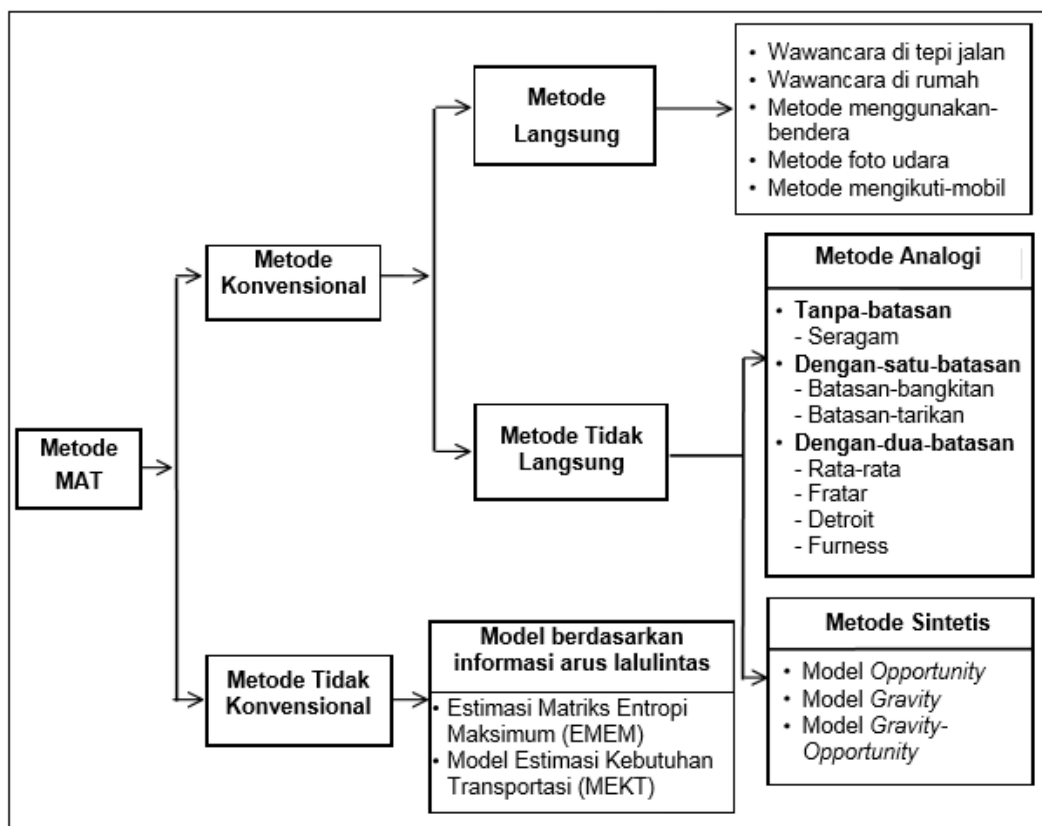 Metode
MAT
Metode
Konvensional
Metode
Langsung
• Wawancara di tepi jalan
• Wawancara di rumah
• Metode menggunakan-
bendera
• Metode foto udara
• Metode mengikuti-mobil
Metode Tidak
Langsung
Metode Analogi
• Tanpa-batasan
- Seragam
• Dengan-satu-batasan
- Batasan-bangkitan
- Batasan-tarikan
• Dengan-dua-batasan
- Rata-rata
- Fratar
- Detroit
- Furness
Metode Sintetis
• Model Opportunity
• Model Gravity
• Model Gravity-
Opportunity
Metode Tidak
Konvensional
Model berdasarkan
informasi arus lalulintas
• Estimasi Matriks Entropi
Maksimum (EMEM)
• Model Estimasi Kebutuhan
Transportasi (MEKT)